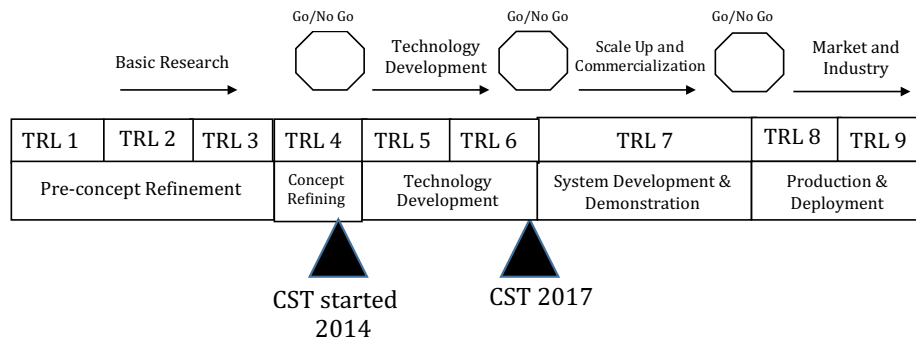 Go/No Go
Go/No Go
Go/No Go
Basic Research
Technology
Development
Scale Up and
Commercialization
Market and
Industry
TRL 1
TRL 2
TRL 3
TRL 4
TRL 5
TRL 6
TRL 7
TRL 8
TRL 9
Pre-concept Refinement
Concept
Refining
Technology
Development
System Development &
Demonstration
Production &
Deployment
CST started
2014
CST 2017